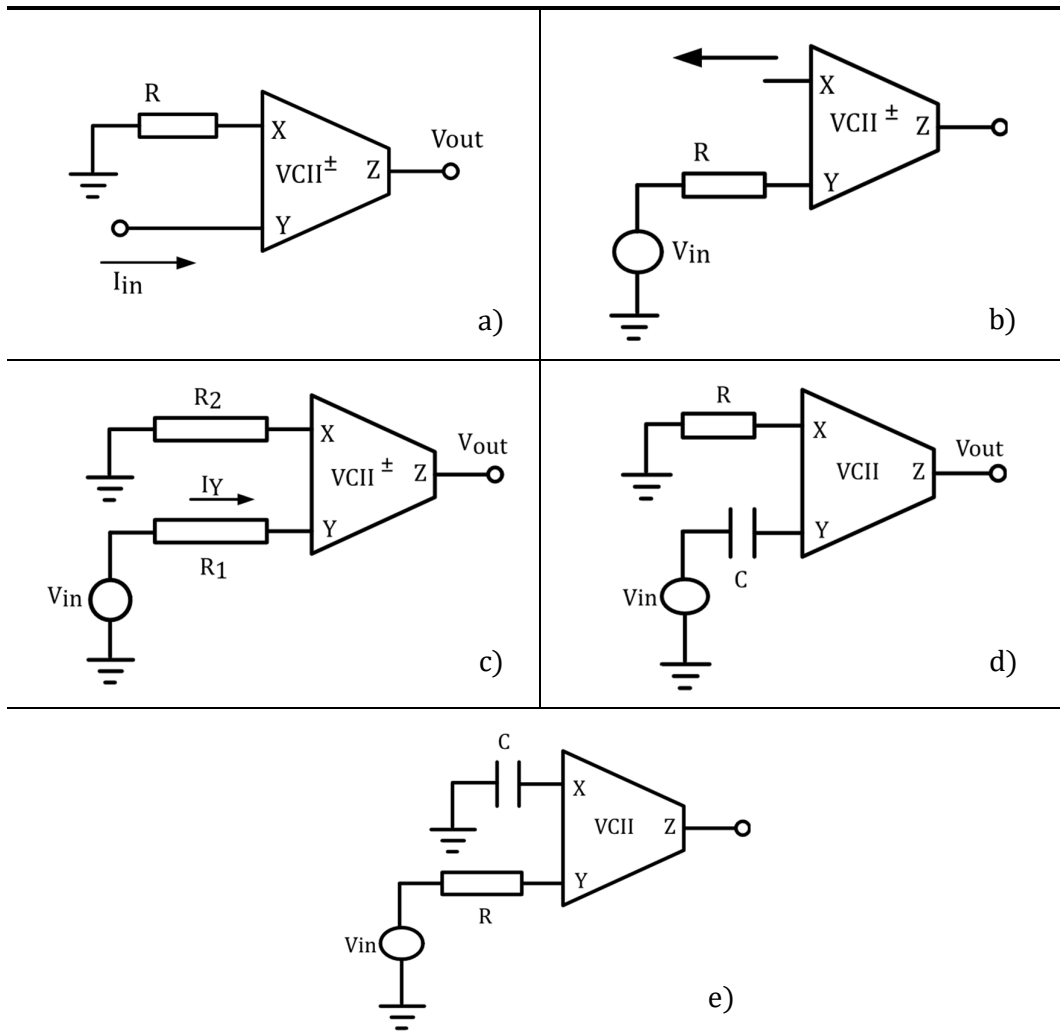 R
X
VCII±
Z
Vout
Y
Iin
a)
X
VCII ±
Z
R
Y
Vin
b)
R2
X
Vout
VCII ±
Z
IY
Y
R1
Vin
c)
R
X
Vout
VCII
Z
Y
C
Vin
d)
C
X
VCII
Z
Y
R
Vin
e)